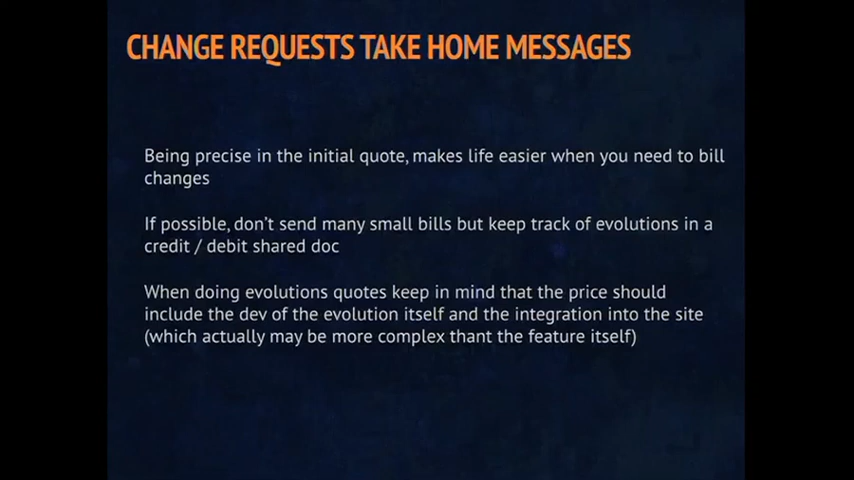 CHANGE REQUESTS TAKE HOME MESSAGES
Being precise in the initial quote, makes life easier when you need to bill
changes
If possible, don't send many small bills but keep track of evolutions in a
credit / debit shared doc
When doing evolutions quotes keep in mind that the price should
include the dev of the evolution itself and the integration into the site
(which actually may be more complex thant the feature itself)